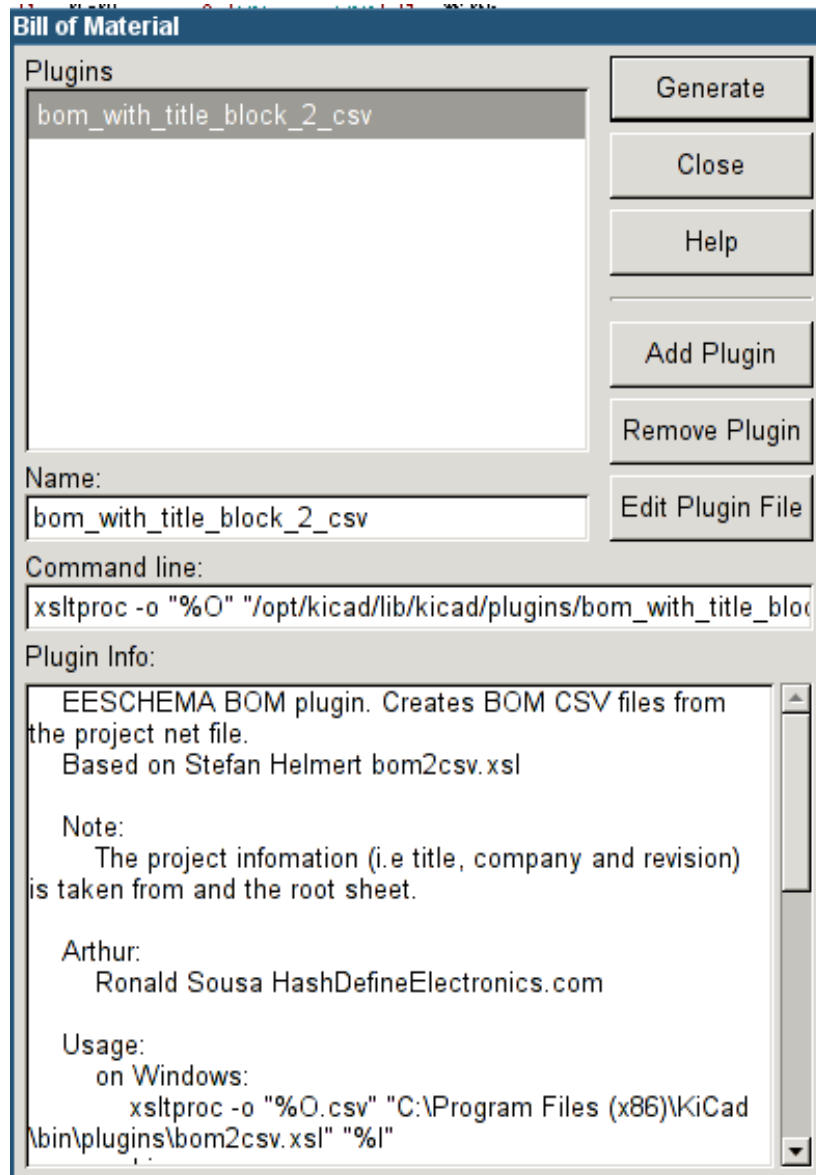 Bill of Material
Plugins
bom_with_title_block_2_csv
Generate
Close
Help
Add Plugin
Remove Plugin
Edit Plugin File
Name:
bom_with_title_block_2_csv
Command line:
xsltproc -o "%O" "/opt/kicad/lib/kicad/plugins/bom_with_title_bloc
Plugin Info:
EESCHEMA BOM plugin. Creates BOM CSV files from
the project net file.
Based on Stefan Helmert bom2csv.xsl
Note:
The project infomation (i.e title, company and revision)
is taken from and the root sheet.
Arthur:
Ronald Sousa HashDefineElectronics.com
Usage:
on Windows:
xsltproc -o "%O.csv" "C:\Program Files (x86)\KiCad
\bin\plugins\bom2csv.xsl" "%I"